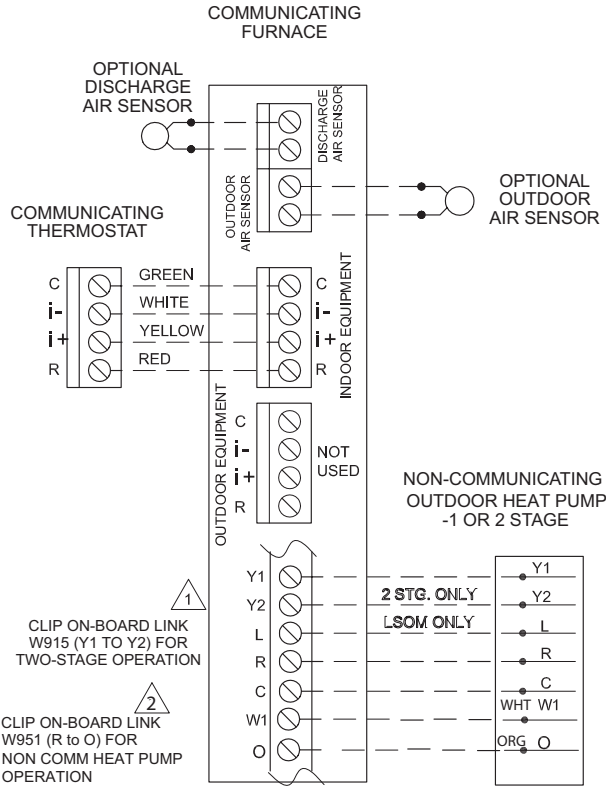 COMMUNICATING
FURNACE
OPTIONAL
DISCHARGE
AIR SENSOR
DISCHARGE
AIR SENSOR
OUTDOOR
AIR SENSOR
OPTIONAL
OUTDOOR
AIR SENSOR
COMMUNICATING
THERMOSTAT
C GREEN C
i- WHITE i-
i+ YELLOW i+
R RED R
INDOOR EQUIPMENT
OUTDOOR EQUIPMENT
C
i-
i+
R
NOT
USED
NON-COMMUNICATING
OUTDOOR HEAT PUMP
-1 OR 2 STAGE
1
CLIP ON-BOARD LINK
W915 (Y1 TO Y2) FOR
TWO-STAGE OPERATION
2
CLIP ON-BOARD LINK
W951 (R to O) FOR
NON COMM HEAT PUMP
OPERATION
Y1 Y1
Y2 2 STG. ONLY Y2
L LSOM ONLY L
R R
C C
W1 WHT W1
O ORG O